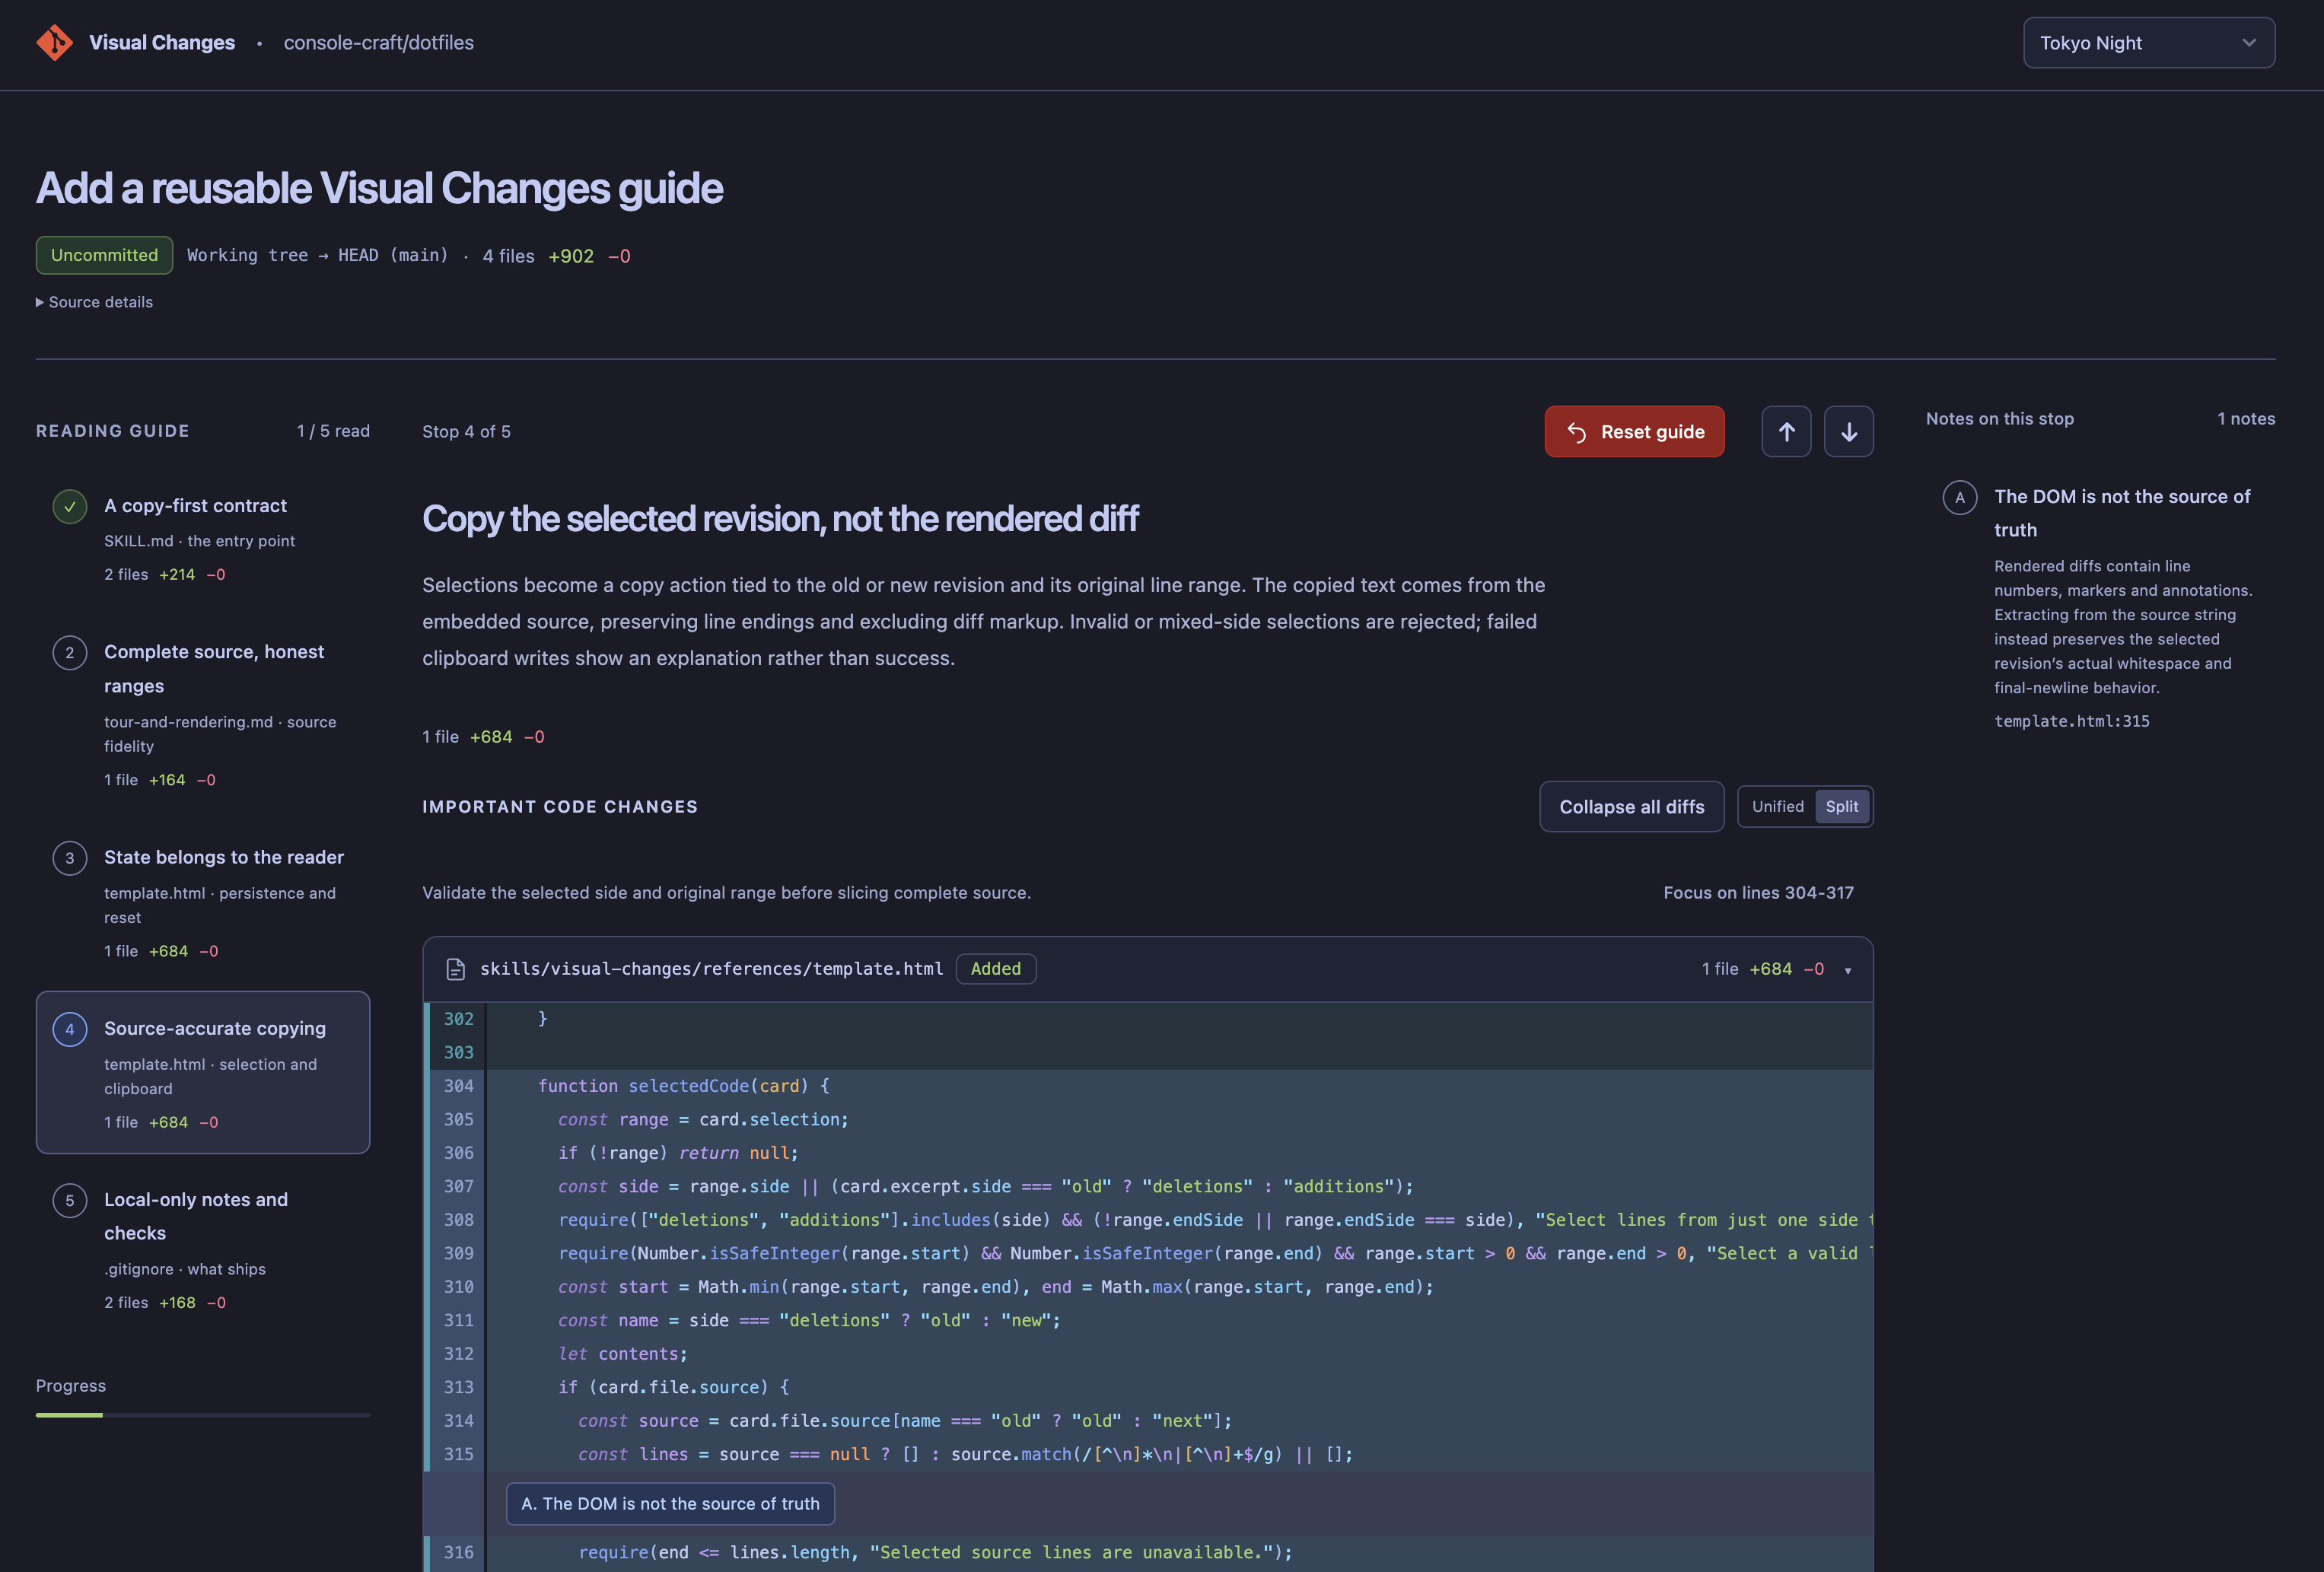 Visual Changes • console-craft/dotfiles
Tokyo Night
Add a reusable Visual Changes guide
Uncommitted Working tree → HEAD (main) · 4 files +902 −0
▶ Source details
READING GUIDE 1 / 5 read
✓ A copy-first contract
SKILL.md · the entry point
2 files +214 −0
2 Complete source, honest
ranges
tour-and-rendering.md · source
fidelity
1 file +164 −0
3 State belongs to the reader
template.html · persistence and
reset
1 file +684 −0
4 Source-accurate copying
template.html · selection and
clipboard
1 file +684 −0
5 Local-only notes and
checks
.gitignore · what ships
2 files +168 −0
Progress
Stop 4 of 5
Reset guide
↑ ↓
Copy the selected revision, not the rendered diff
Selections become a copy action tied to the old or new revision and its original line range. The copied text comes from the
embedded source, preserving line endings and excluding diff markup. Invalid or mixed-side selections are rejected; failed
clipboard writes show an explanation rather than success.
1 file +684 −0
IMPORTANT CODE CHANGES
Collapse all diffs
Unified Split
Validate the selected side and original range before slicing complete source. Focus on lines 304-317
skills/visual-changes/references/template.html Added 1 file +684 −0 ▾
302 }
303
304 function selectedCode(card) {
305 const range = card.selection;
306 if (!range) return null;
307 const side = range.side || (card.excerpt.side === "old" ? "deletions" : "additions");
308 require(["deletions", "additions"].includes(side) && (!range.endSide || range.endSide === side), "Select lines from just one side
309 require(Number.isSafeInteger(range.start) && Number.isSafeInteger(range.end) && range.start > 0 && range.end > 0, "Select a valid
310 const start = Math.min(range.start, range.end), end = Math.max(range.start, range.end);
311 const name = side === "deletions" ? "old" : "new";
312 let contents;
313 if (card.file.source) {
314 const source = card.file.source[name === "old" ? "old" : "next"];
315 const lines = source === null ? [] : source.match(/[^\n]*\n|[^\n]+$/g) || [];
A. The DOM is not the source of truth
316 require(end <= lines.length, "Selected source lines are unavailable.");
Notes on this stop 1 notes
A The DOM is not the source of
truth
Rendered diffs contain line
numbers, markers and annotations.
Extracting from the source string
instead preserves the selected
revision’s actual whitespace and
final-newline behavior.
template.html:315